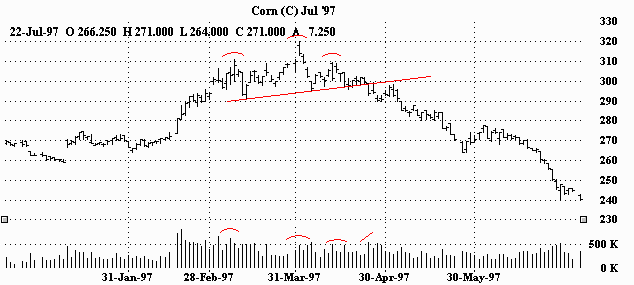 Corn (C) Jul '97
22-Jul-97 O 266.250 H 271.000 L 264.000 C 271.000 A 7.250
330
320
310
300
290
280
270
260
250
240
230
500 K
0 K
31-Jan-97 28-Feb-97 31-Mar-97 30-Apr-97 30-May-97